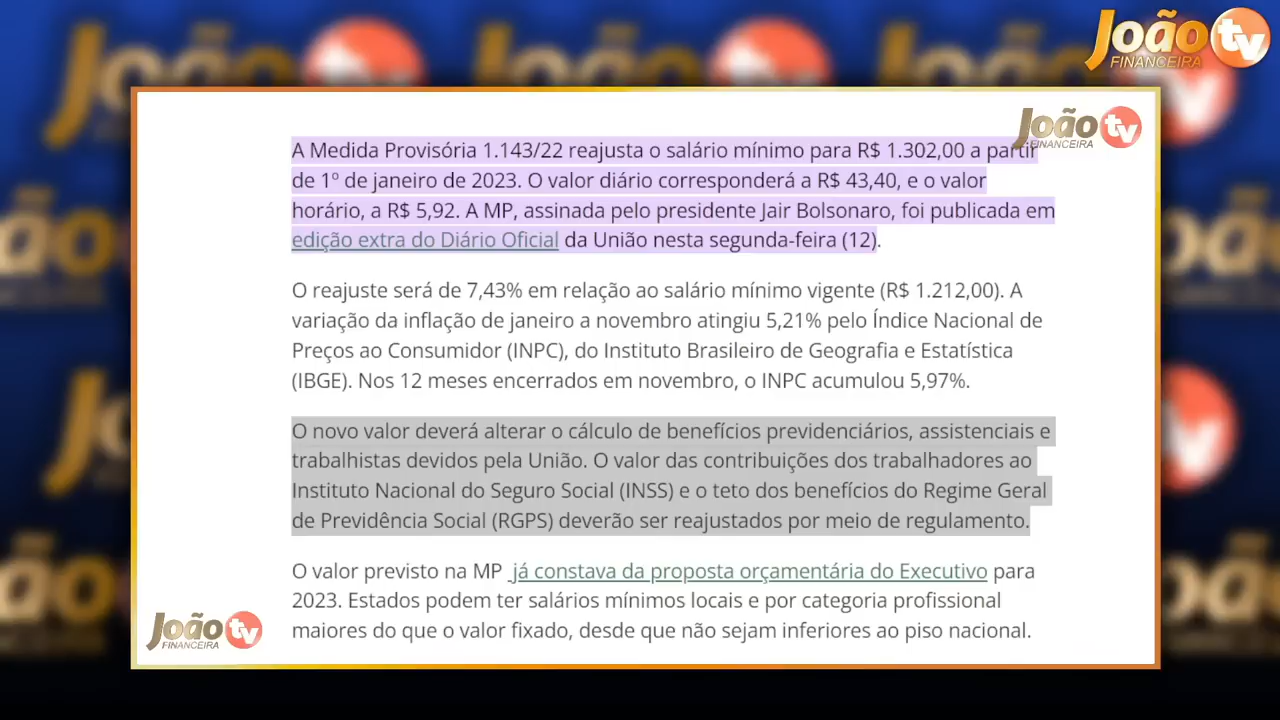 João tv
FINANCEIRA
João tv
FINANCEIRA
A Medida Provisória 1.143/22 reajusta o salário mínimo para R$ 1.302,00 a partir
de 1º de janeiro de 2023. O valor diário corresponderá a R$ 43,40, e o valor
horário, a R$ 5,92. A MP, assinada pelo presidente Jair Bolsonaro, foi publicada em
edição extra do Diário Oficial da União nesta segunda-feira (12).
O reajuste será de 7,43% em relação ao salário mínimo vigente (R$ 1.212,00). A
variação da inflação de janeiro a novembro atingiu 5,21% pelo Índice Nacional de
Preços ao Consumidor (INPC), do Instituto Brasileiro de Geografia e Estatística
(IBGE). Nos 12 meses encerrados em novembro, o INPC acumulou 5,97%.
O novo valor deverá alterar o cálculo de benefícios previdenciários, assistenciais e
trabalhistas devidos pela União. O valor das contribuições dos trabalhadores ao
Instituto Nacional do Seguro Social (INSS) e o teto dos benefícios do Regime Geral
de Previdência Social (RGPS) deverão ser reajustados por meio de regulamento.
O valor previsto na MP já constava da proposta orçamentária do Executivo para
2023. Estados podem ter salários mínimos locais e por categoria profissional
maiores do que o valor fixado, desde que não sejam inferiores ao piso nacional.
João tv
FINANCEIRA